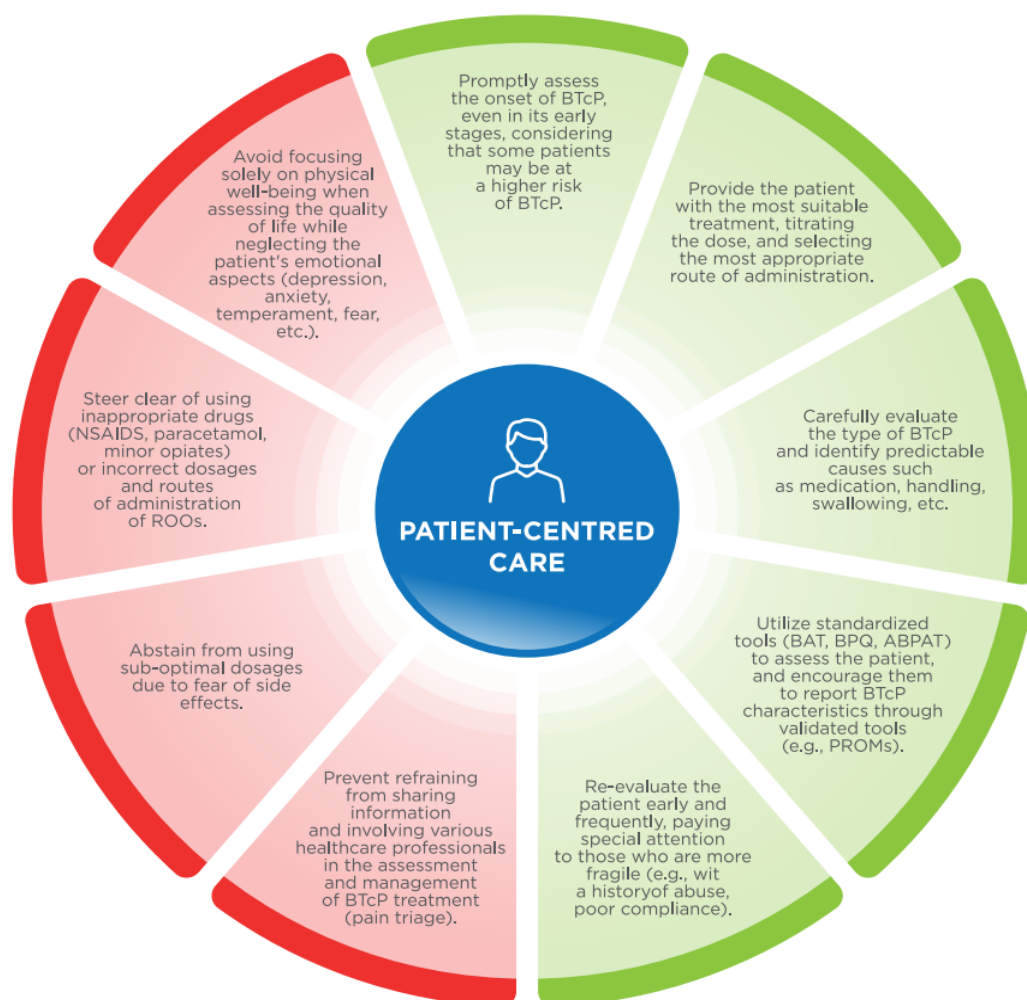 Promptly assess
the onset of BTcP,
even in its early
stages, considering
that some patients
may be at
a higher risk
of BTcP.
Provide the patient
with the most suitable
treatment, titrating
the dose, and selecting
the most appropriate
route of administration.
Carefully evaluate
the type of BTcP
and identify predictable
causes such
as medication, handling,
swallowing, etc.
Utilize standardized
tools (BAT, BPQ, ABPAT)
to assess the patient,
and encourage them
to report BTcP
characteristics through
validated tools
(e.g., PROMs).
Re-evaluate the
patient early and
frequently, paying
special attention
to those who are more
fragile (e.g., wit
a historyof abuse,
poor compliance).
Prevent refraining
from sharing
information
and involving various
healthcare professionals
in the assessment
and management
of BTcP treatment
(pain triage).
Abstain from using
sub-optimal dosages
due to fear of side
effects.
Steer clear of using
inappropriate drugs
(NSAIDS, paracetamol,
minor opiates)
or incorrect dosages
and routes
of administration
of ROOs.
Avoid focusing
solely on physical
well-being when
assessing the quality
of life while
neglecting the
patient's emotional
aspects (depression,
anxiety,
temperament, fear,
etc.).
PATIENT-CENTRED
CARE